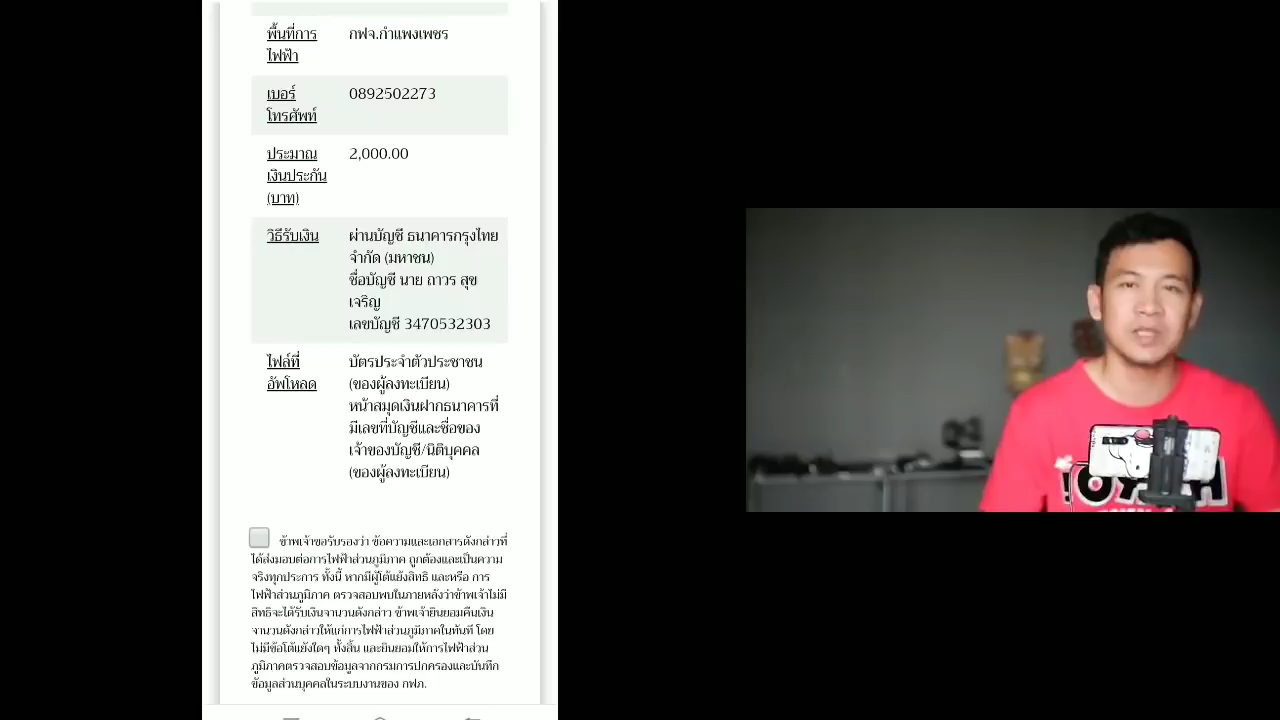 พื้นที่การ กฟจ.กำแพงเพชร
ไฟฟ้า
เบอร์ 0892502273
โทรศัพท์
ประมาณ 2,000.00
เงินประกัน
(บาท)
วิธีรับเงิน ผ่านบัญชี ธนาคารกรุงไทย
จำกัด (มหาชน)
ชื่อบัญชี นาย ถาวร สุข
เจริญ
เลขบัญชี 3470532303
ไฟล์ที่ บัตรประจำตัวประชาชน
อัพโหลด (ของผู้ลงทะเบียน)
หน้าสมุดเงินฝากธนาคารที่
มีเลขที่บัญชีและชื่อของ
เจ้าของบัญชี/นิติบุคคล
(ของผู้ลงทะเบียน)
ข้าพเจ้าขอรับรองว่า ข้อความและเอกสารดังกล่าวที่
ได้ส่งมอบต่อการไฟฟ้าส่วนภูมิภาค ถูกต้องและเป็นความ
จริงทุกประการ ทั้งนี้ หากมีผู้โต้แย้งสิทธิ และหรือ การ
ไฟฟ้าส่วนภูมิภาค ตรวจสอบพบในภายหลังว่าข้าพเจ้าไม่มี
สิทธิจะได้รับเงินจำนวนดังกล่าว ข้าพเจ้ายินยอมคืนเงิน
จำนวนดังกล่าวให้แก่การไฟฟ้าส่วนภูมิภาคในทันที โดย
ไม่มีข้อโต้แย้งใดๆ ทั้งสิ้น และยินยอมให้การไฟฟ้าส่วน
ภูมิภาคตรวจสอบข้อมูลจากกรมการปกครองและบันทึก
ข้อมูลส่วนบุคคลในระบบงานของ กฟภ.